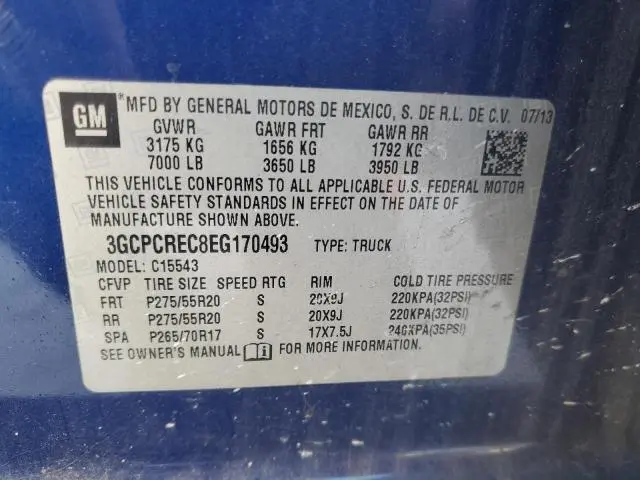 GM
*MFD BY GENERAL MOTORS DE MEXICO, S. DE R.L. DE C.V. 07/13
GVWR GAWR FRT GAWR RR
3175 KG 1656 KG 1792 KG
7000 LB 3650 LB 3950 LB
THIS VEHICLE CONFORMS TO ALL APPLICABLE U.S. FEDERAL MOTOR
VEHICLE SAFETY STANDARDS IN EFFECT ON THE DATE OF
MANUFACTURE SHOWN ABOVE.
3GCPCREC8EG170493 TYPE: TRUCK
MODEL: C15543
CFVP TIRE SIZE SPEED RTG RIM COLD TIRE PRESSURE
FRT P275/55R20 S 20X9J 220KPA(32PSI)
RR P275/55R20 S 20X9J 220KPA(32PSI)
SPA P265/70R17 S 17X7.5J 240KPA(35PSI)
SEE OWNER'S MANUAL FOR MORE INFORMATION.